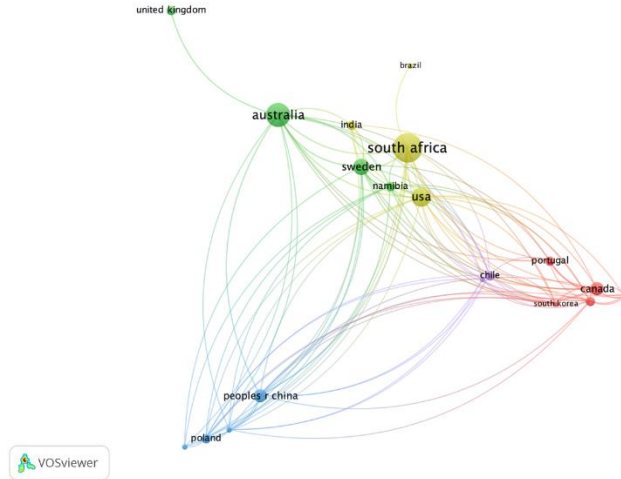 united kingdom
brazil
australia
india
south africa
sweden
namibia
usa
portugal
chile
canada
south korea
peoples r china
poland
VOSviewer